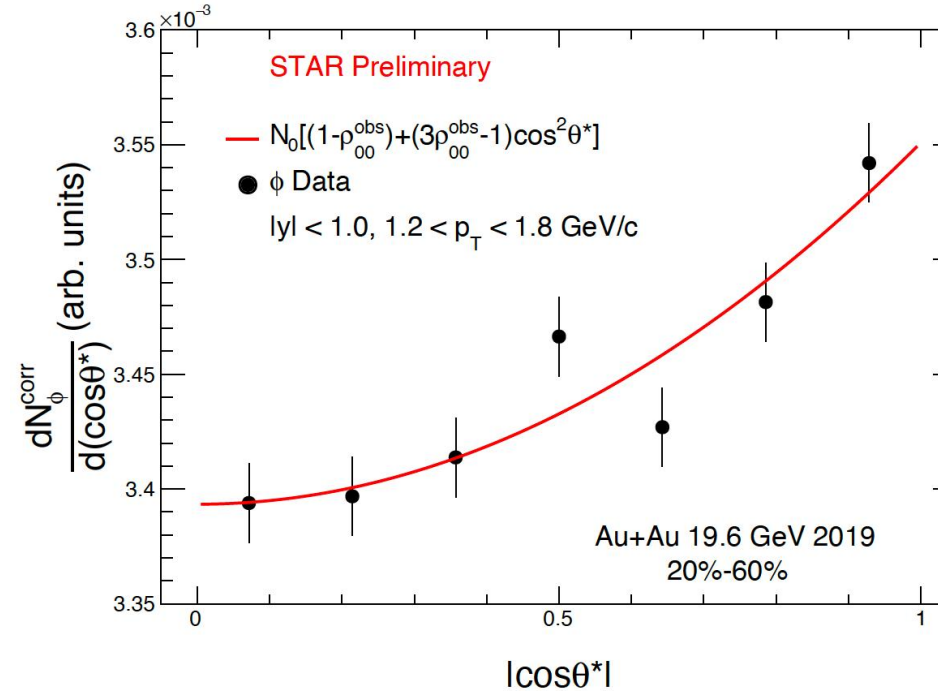 ×10⁻³
3.6
3.55
3.5
3.45
3.4
3.35
dN_ϕ^corr
d(cosθ*)
(arb. units)
STAR Preliminary
N₀[(1-ρ₀₀^obs)+(3ρ₀₀^obs-1)cos²θ*]
ϕ Data
|y| < 1.0, 1.2 < p_T < 1.8 GeV/c
Au+Au 19.6 GeV 2019
20%-60%
0
0.5
1
|cosθ*|